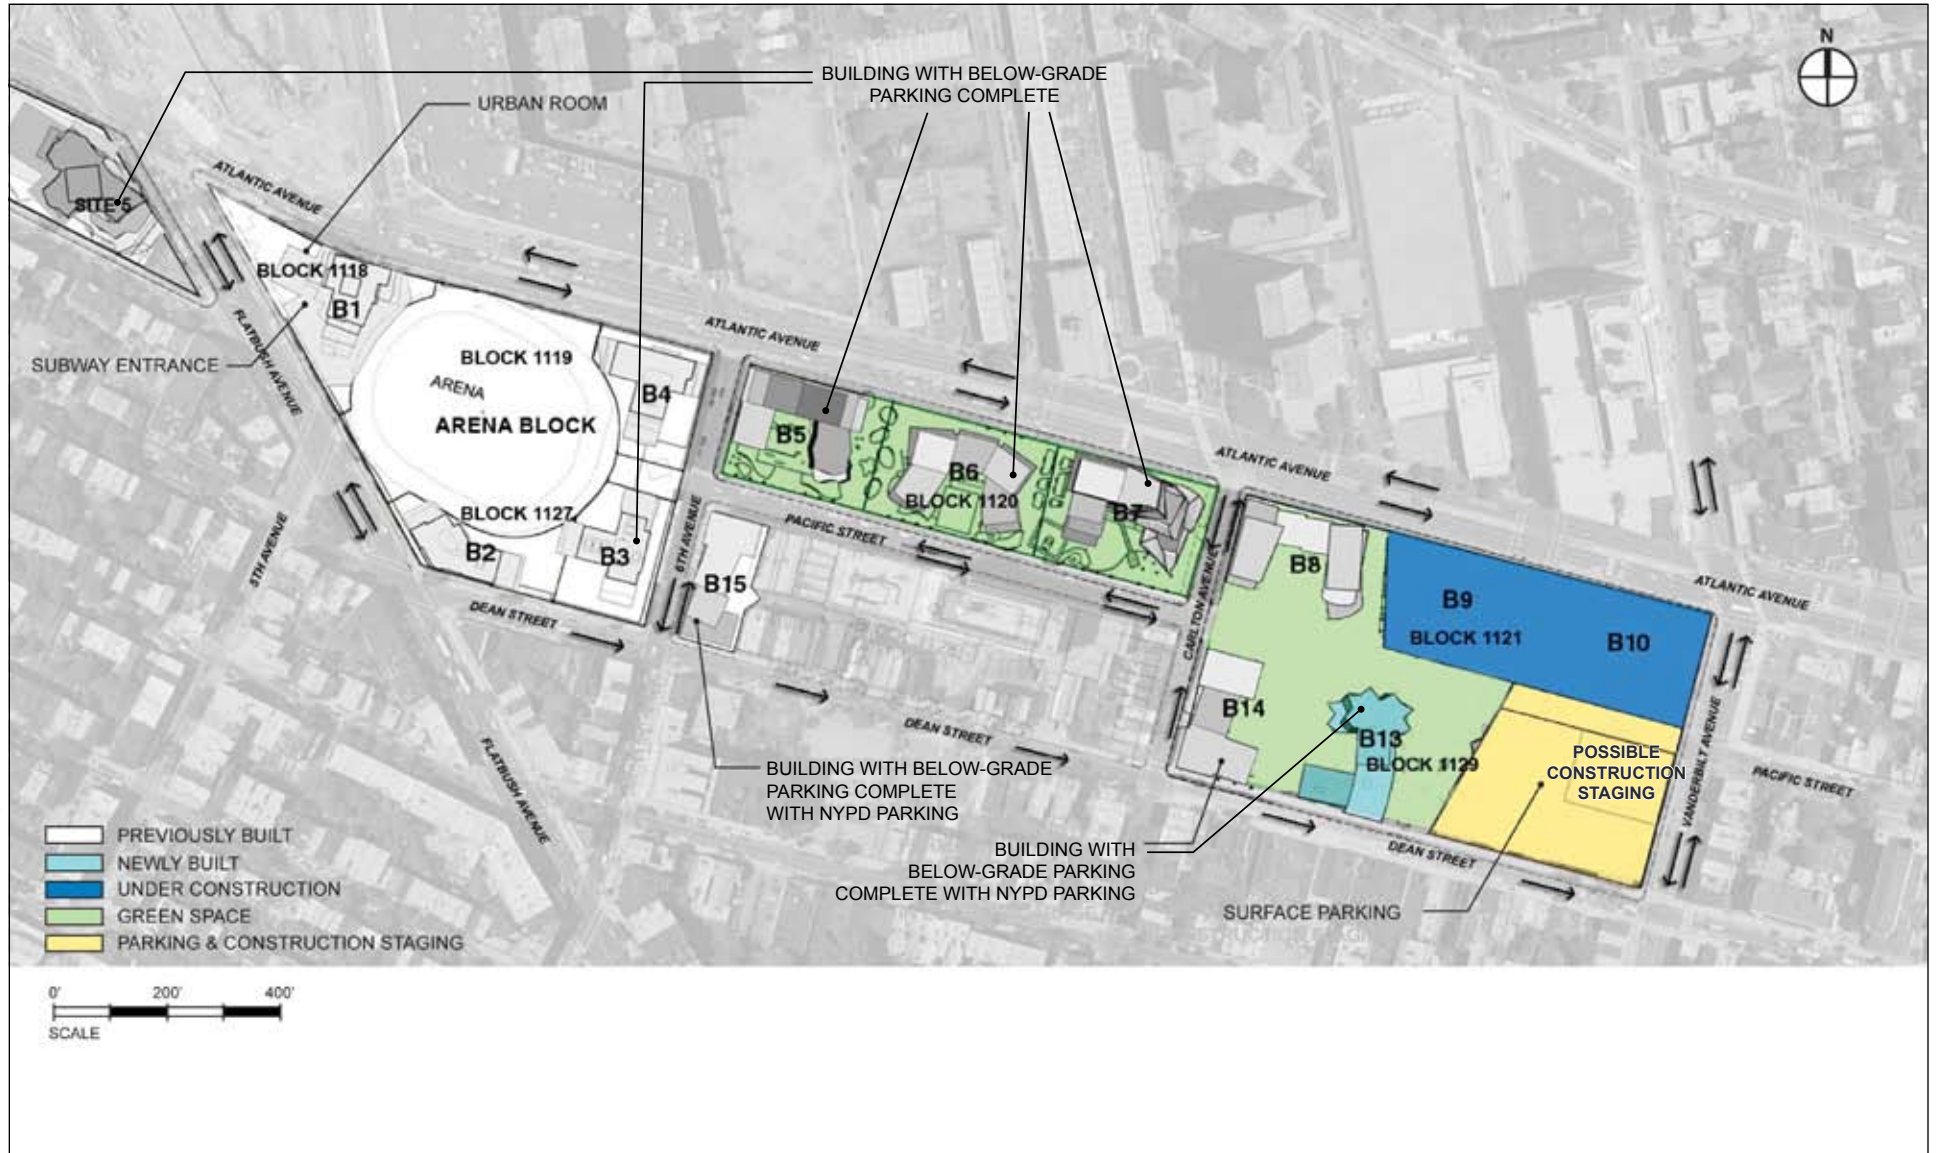 N
BUILDING WITH BELOW-GRADE
PARKING COMPLETE
URBAN ROOM
ATLANTIC AVENUE
SITE 5
BLOCK 1118
B1
SUBWAY ENTRANCE
FLATBUSH AVENUE
BLOCK 1119
ARENA
ARENA BLOCK
B4
ATLANTIC AVENUE
B5
B6
BLOCK 1120
B7
ATLANTIC AVENUE
BLOCK 1127
B2
B3
6TH AVENUE
5TH AVENUE
PACIFIC STREET
B15
DEAN STREET
CARLTON AVENUE
B8
B9
BLOCK 1121
B10
ATLANTIC AVENUE
B14
B13
BLOCK 1129
POSSIBLE
CONSTRUCTION
STAGING
VANDERBILT AVENUE
PACIFIC STREET
DEAN STREET
FLATBUSH AVENUE
BUILDING WITH BELOW-GRADE
PARKING COMPLETE
WITH NYPD PARKING
BUILDING WITH
BELOW-GRADE PARKING
COMPLETE WITH NYPD PARKING
DEAN STREET
SURFACE PARKING
PREVIOUSLY BUILT
NEWLY BUILT
UNDER CONSTRUCTION
GREEN SPACE
PARKING & CONSTRUCTION STAGING
0' 200' 400'
SCALE